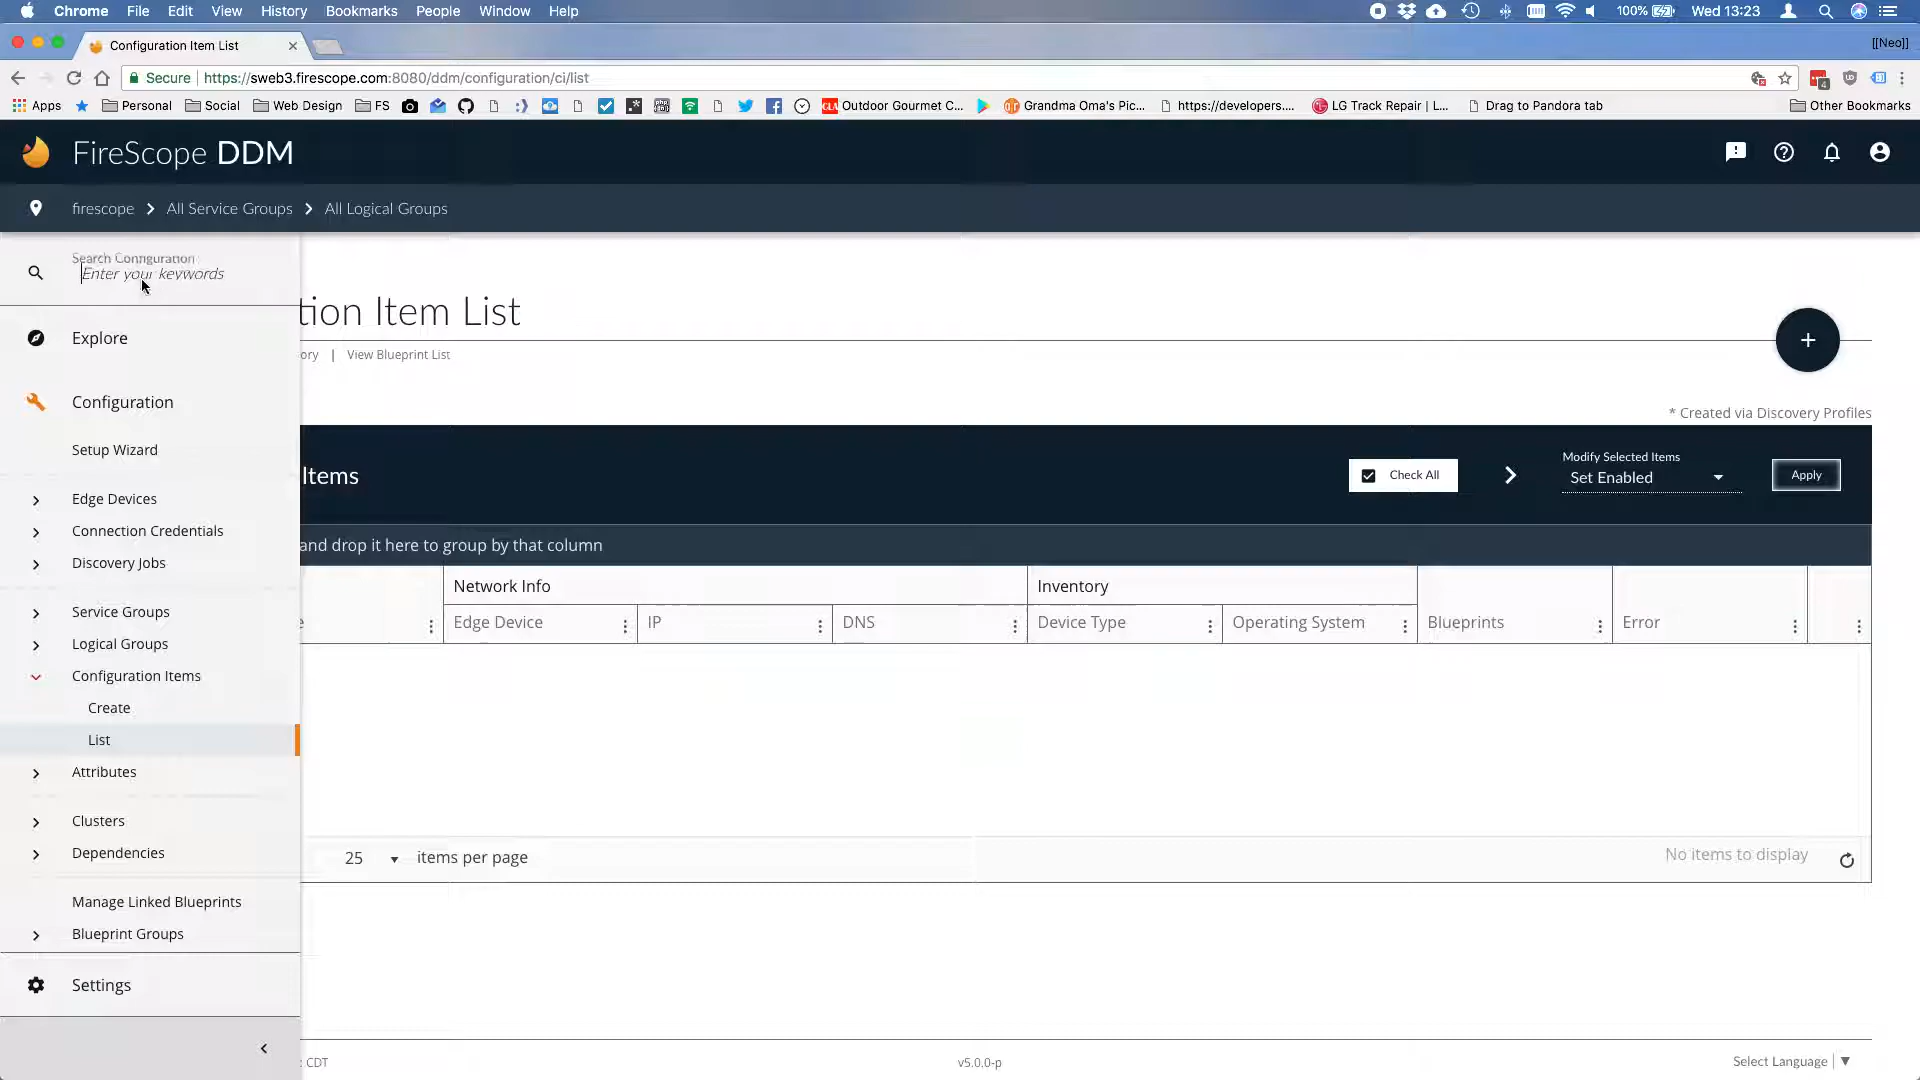 Chrome File Edit View History Bookmarks People Window Help 100% Wed 13:23
Configuration Item List [[Neo]]
Secure https://sweb3.firescope.com:8080/ddm/configuration/ci/list
Apps Personal Social Web Design FS Outdoor Gourmet C... Grandma Oma's Pic... https://developers.... LG Track Repair | L... Drag to Pandora tab Other Bookmarks
FireScope DDM
firescope > All Service Groups > All Logical Groups
Search Configuration
Enter your keywords
Explore
Configuration
Setup Wizard
Edge Devices
Connection Credentials
Discovery Jobs
Service Groups
Logical Groups
Configuration Items
Create
List
Attributes
Clusters
Dependencies
Manage Linked Blueprints
Blueprint Groups
Settings
tion Item List
ory | View Blueprint List
* Created via Discovery Profiles
Items Check All Modify Selected Items
Set Enabled Apply
and drop it here to group by that column
Network Info Inventory
e Edge Device IP DNS Device Type Operating System Blueprints Error
25 items per page No items to display
: CDT v5.0.0-p Select Language